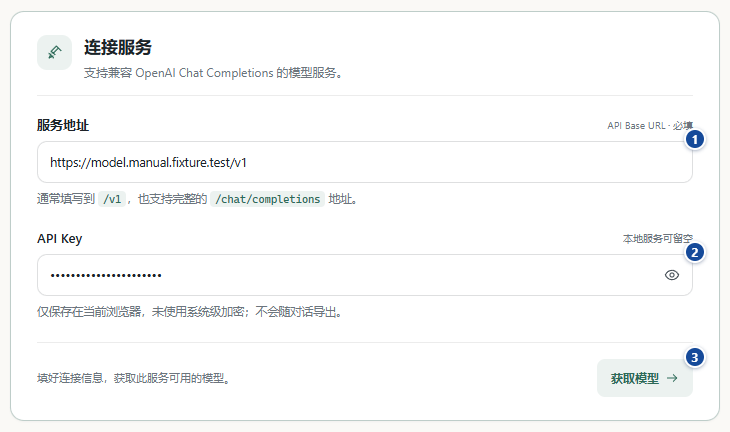 连接服务
支持兼容 OpenAI Chat Completions 的模型服务。
服务地址
API Base URL · 必填
1
https://model.manual.fixture.test/v1
通常填写到 /v1 ，也支持完整的 /chat/completions 地址。
API Key
本地服务可留空
2
••••••••••••••••••••••
仅保存在当前浏览器，未使用系统级加密；不会随对话导出。
3
填好连接信息，获取此服务可用的模型。
获取模型 →